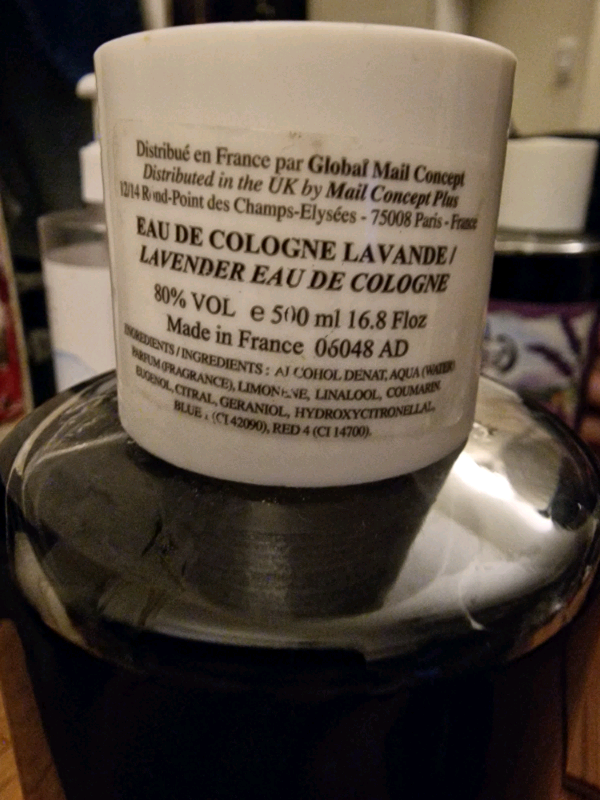 Distribué en France par Global Mail Concept
Distributed in the UK by Mail Concept Plus
12/14 Rond-Point des Champs-Elysées - 75008 Paris - France
EAU DE COLOGNE LAVANDE /
LAVENDER EAU DE COLOGNE
80% VOL e 500 ml 16.8 Floz
Made in France 06048 AD
INGREDIENTS / INGREDIENTS : ALCOHOL DENAT, AQUA (WATER)
PARFUM (FRAGRANCE), LIMONENE, LINALOOL, COUMARIN,
EUGENOL, CITRAL, GERANIOL, HYDROXYCITRONELLAL,
BLUE 1 (CI 42090), RED 4 (CI 14700).